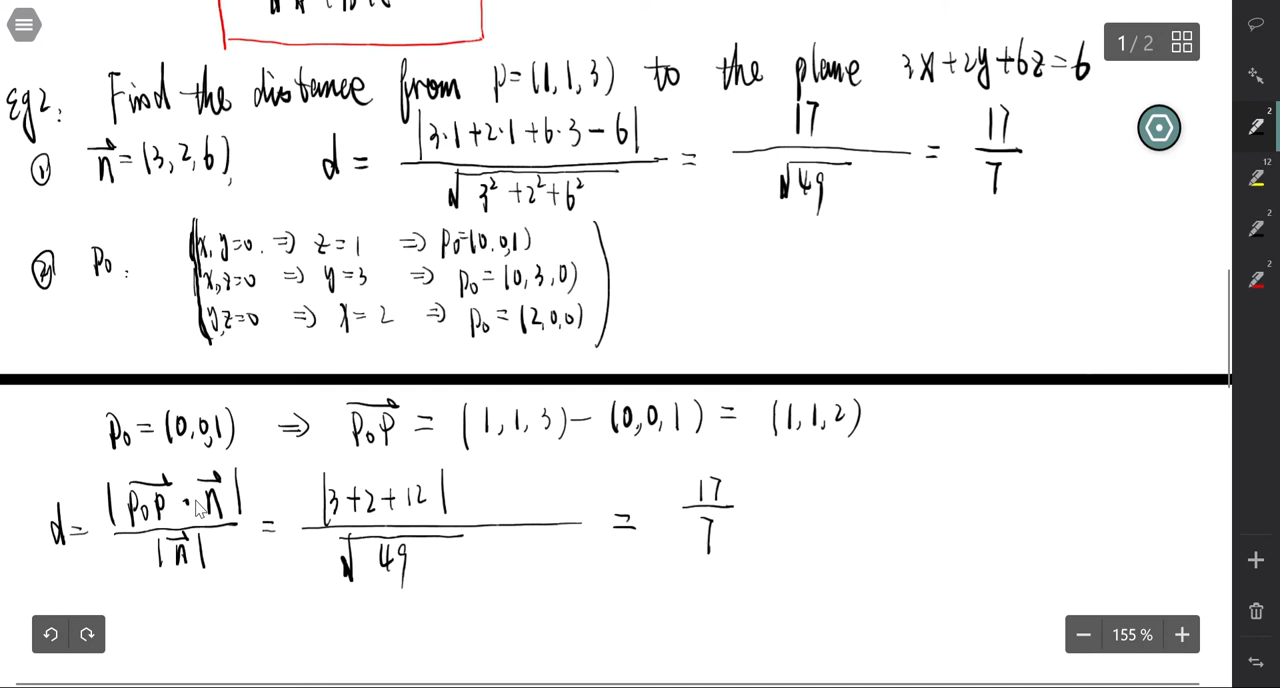 1 / 2
Eg2: Find the distance from P=(1,1,3) to the plane 3x+2y+6z=6
① n⃗ = (3,2,6), d = |3·1+2·1+6·3-6| / √(3²+2²+6²) = 17/√49 = 17/7
② P₀: (x,y=0. ⇒ z=1 ⇒ P₀=(0,0,1)
x,z=0 ⇒ y=3 ⇒ P₀=(0,3,0)
y,z=0 ⇒ x=2 ⇒ P₀=(2,0,0))
P₀=(0,0,1) ⇒ P₀P⃗ = (1,1,3)-(0,0,1) = (1,1,2)
d = |P₀P⃗ · n⃗| / |n⃗| = |3+2+12| / √49 = 17/7
155 %